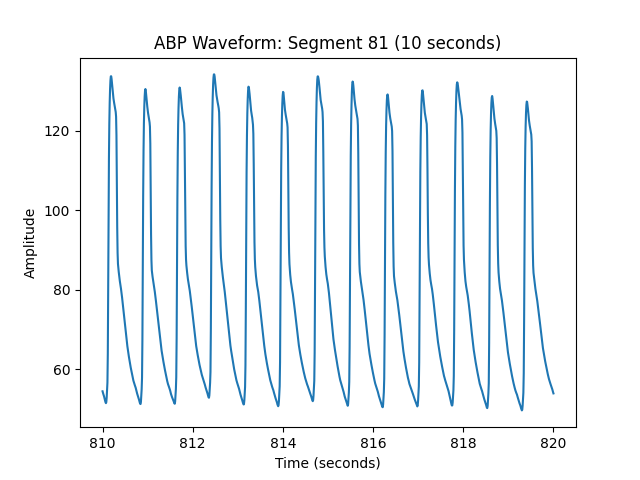 ABP Waveform: Segment 81 (10 seconds)
Amplitude
120
100
80
60
810 812 814 816 818 820
Time (seconds)